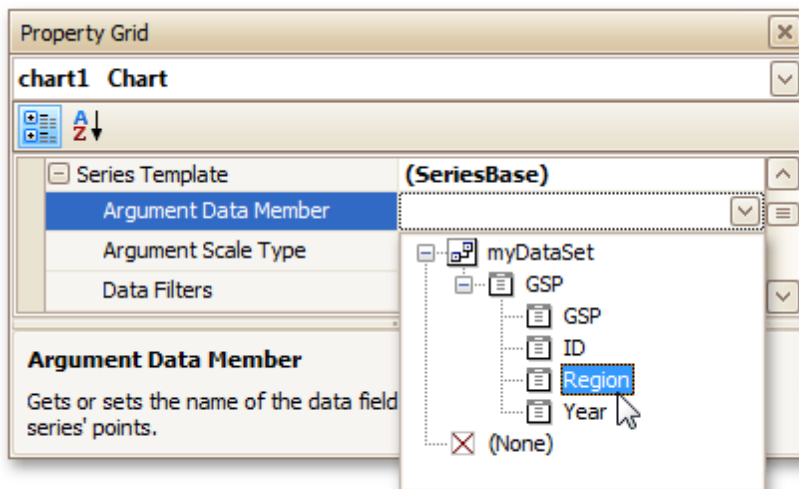 Property Grid
chart1 Chart
A
Z
Series Template (SeriesBase)
Argument Data Member
Argument Scale Type
Data Filters
myDataSet
GSP
GSP
ID
Region
Year
(None)
Argument Data Member
Gets or sets the name of the data field
series' points.